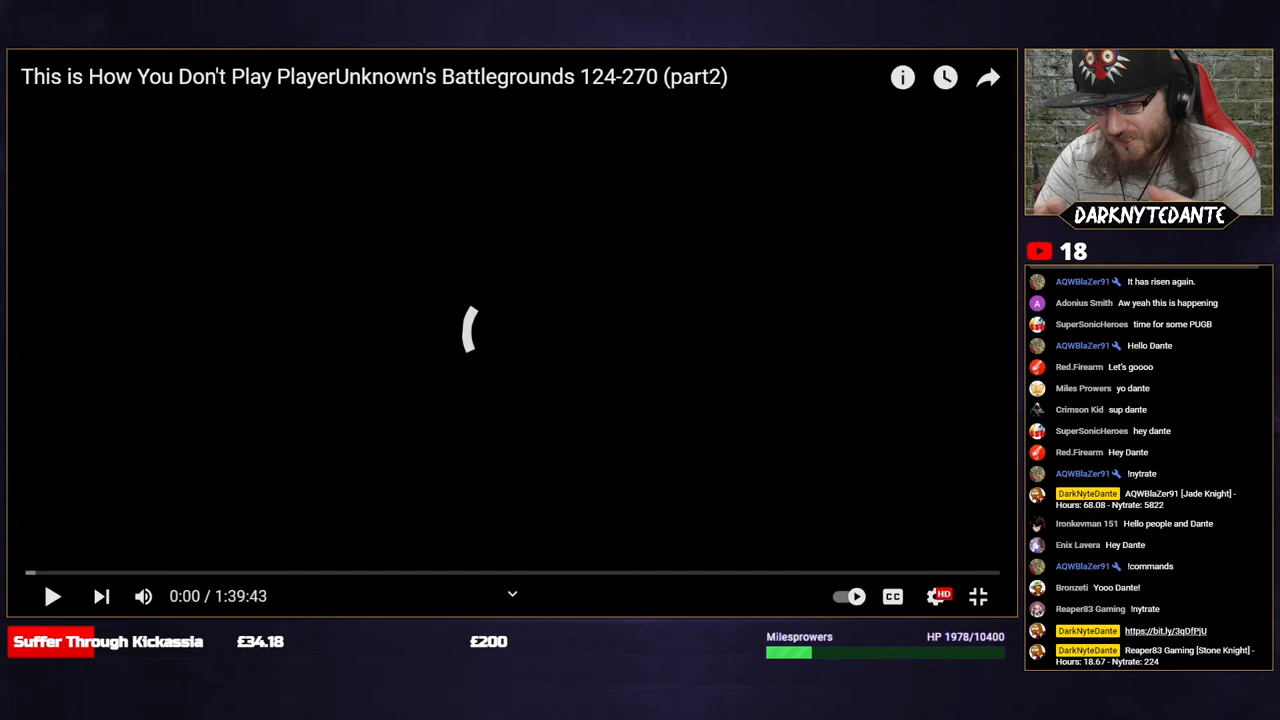 This is How You Don't Play PlayerUnknown's Battlegrounds 124-270 (part2)
DARKNYTEDANTE
18
AQWBlaZer91 It has risen again.
Adonius Smith Aw yeah this is happening
SuperSonicHeroes time for some PUGB
AQWBlaZer91 Hello Dante
Red.Firearm Let's goooo
Miles Prowers yo dante
Crimson Kid sup dante
SuperSonicHeroes hey dante
Red.Firearm Hey Dante
AQWBlaZer91 !nytrate
DarkNyteDante AQWBlaZer91 [Jade Knight] -
Hours: 68.08 - Nytrate: 5822
Ironkevman 151 Hello people and Dante
Enix Lavera Hey Dante
AQWBlaZer91 !commands
Bronzeti Yooo Dante!
Reaper83 Gaming !nytrate
DarkNyteDante https://bit.ly/3qDfPjU
DarkNyteDante Reaper83 Gaming [Stone Knight] -
Hours: 18.67 - Nytrate: 224
0:00 / 1:39:43
CC
HD
Suffer Through Kickassia £34.18 £200
Milesprowers HP 1978/10400